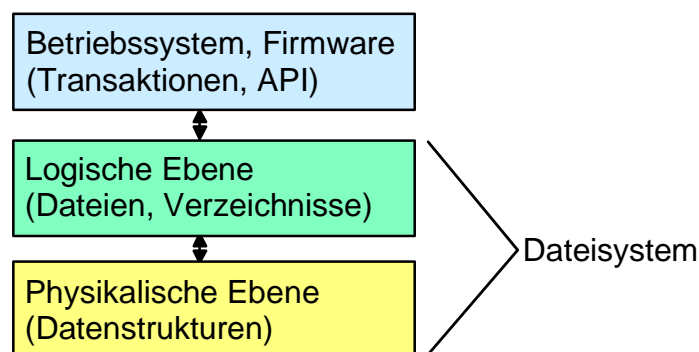 Betriebssystem, Firmware
(Transaktionen, API)
Logische Ebene
(Dateien, Verzeichnisse)
Dateisystem
Physikalische Ebene
(Datenstrukturen)